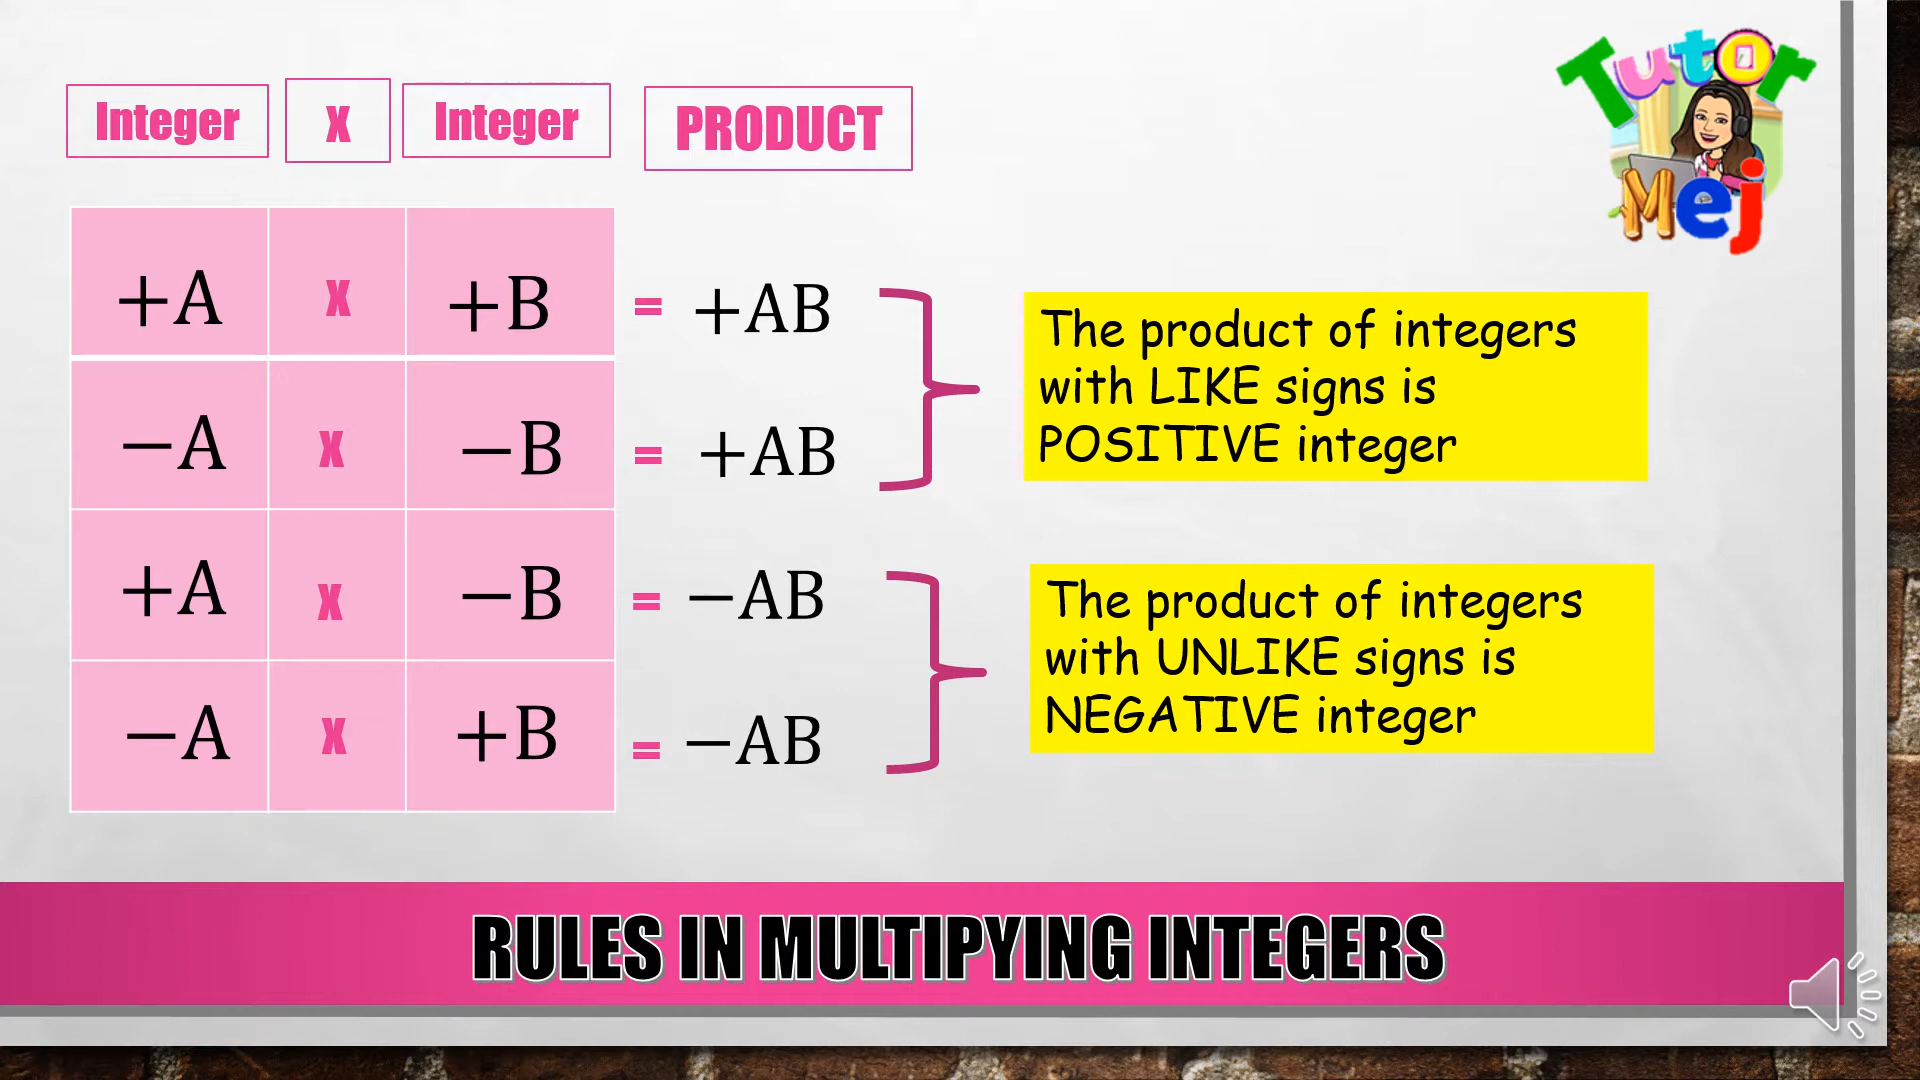 Integer x Integer PRODUCT
+A x +B = +AB
−A x −B = +AB
+A x −B = −AB
−A x +B = −AB
The product of integers
with LIKE signs is
POSITIVE integer
The product of integers
with UNLIKE signs is
NEGATIVE integer
Tutor
Mej
RULES IN MULTIPYING INTEGERS